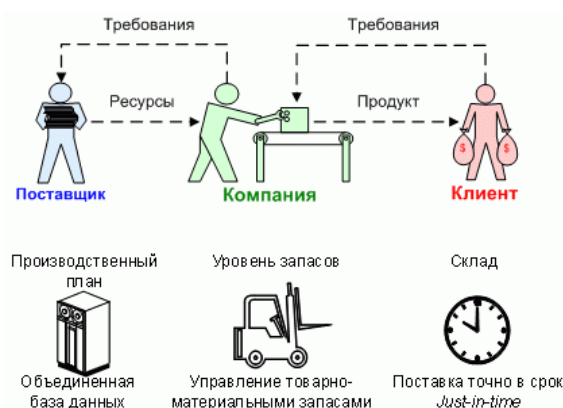 Требования
Требования
Ресурсы
Продукт
$
$
Поставщик
Компания
Клиент
Производственный
план
Уровень запасов
Склад
Объединенная
база данных
Управление товарно-
материальными запасами
Поставка точно в срок
Just-in-time